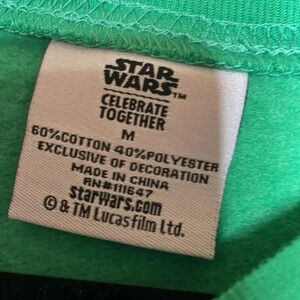 STAR
WARS™
CELEBRATE
TOGETHER
M
60%COTTON 40%POLYESTER
EXCLUSIVE OF DECORATION
MADE IN CHINA
RN#111647
starwars.com
© & TM Lucasfilm Ltd.